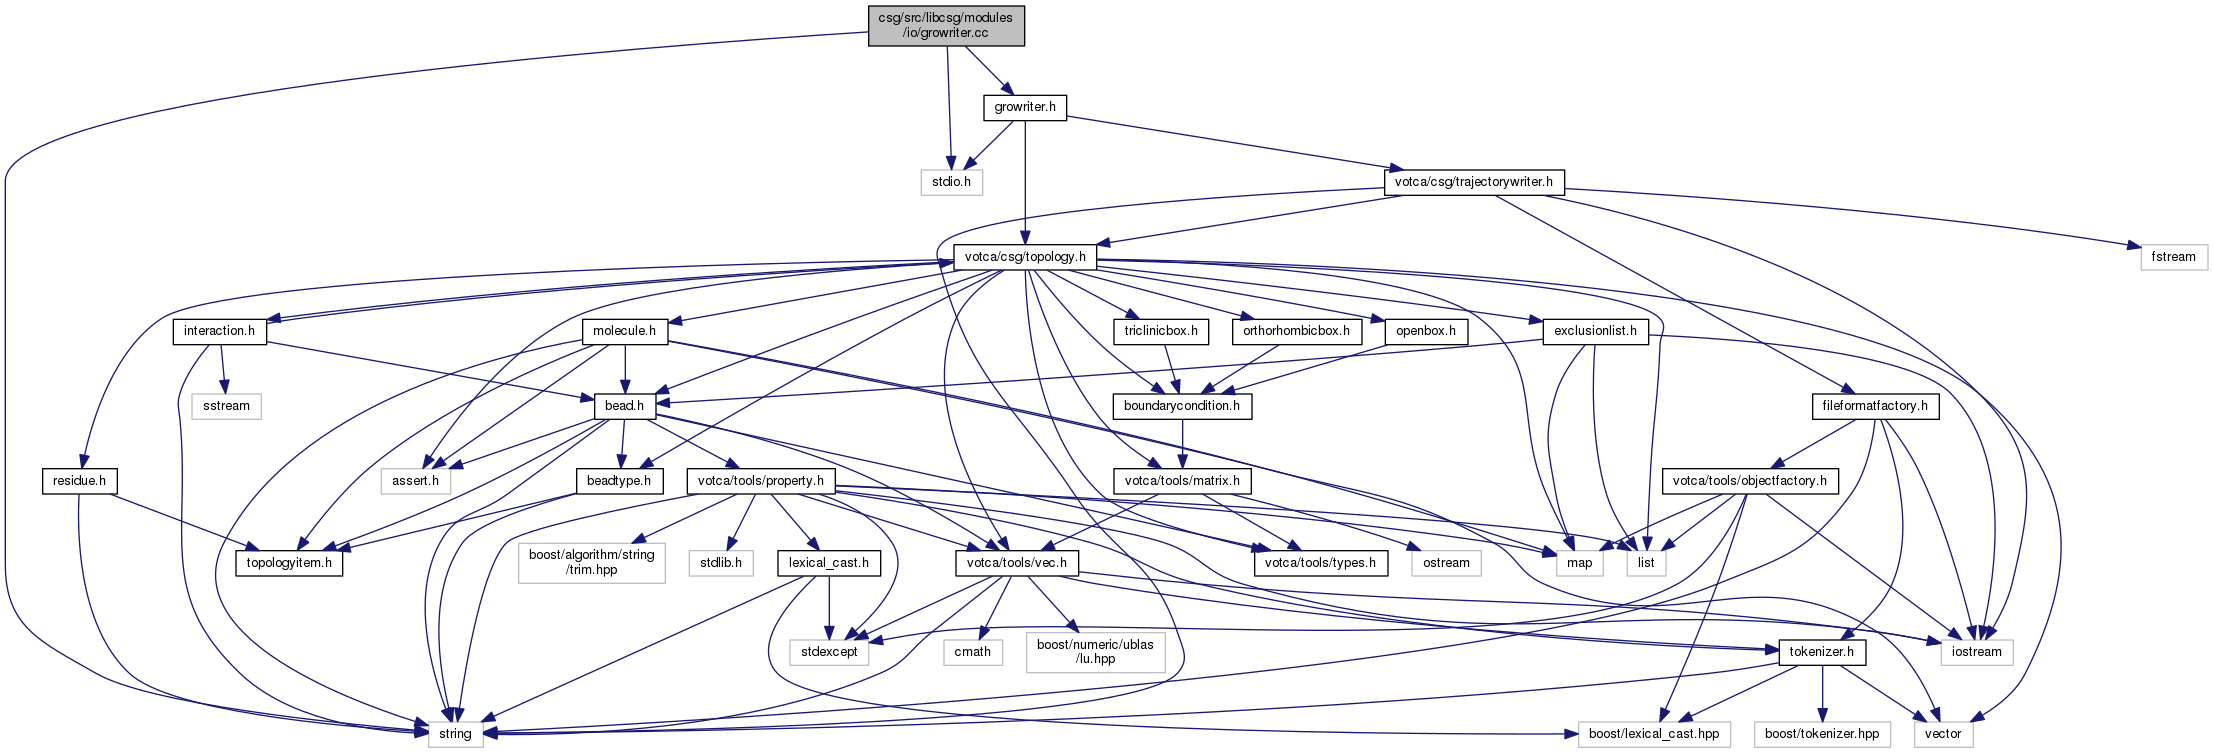 csg/src/libcsg/modules
/io/growriter.cc
growriter.h
stdio.h
votca/csg/trajectorywriter.h
votca/csg/topology.h
fstream
interaction.h
molecule.h
triclinicbox.h
orthorhombicbox.h
openbox.h
exclusionlist.h
sstream
bead.h
boundarycondition.h
fileformatfactory.h
residue.h
assert.h
beadtype.h
votca/tools/property.h
votca/tools/matrix.h
votca/tools/objectfactory.h
topologyitem.h
boost/algorithm/string
/trim.hpp
stdlib.h
lexical_cast.h
votca/tools/vec.h
votca/tools/types.h
ostream
map
list
stdexcept
cmath
boost/numeric/ublas
/lu.hpp
tokenizer.h
iostream
string
boost/lexical_cast.hpp
boost/tokenizer.hpp
vector